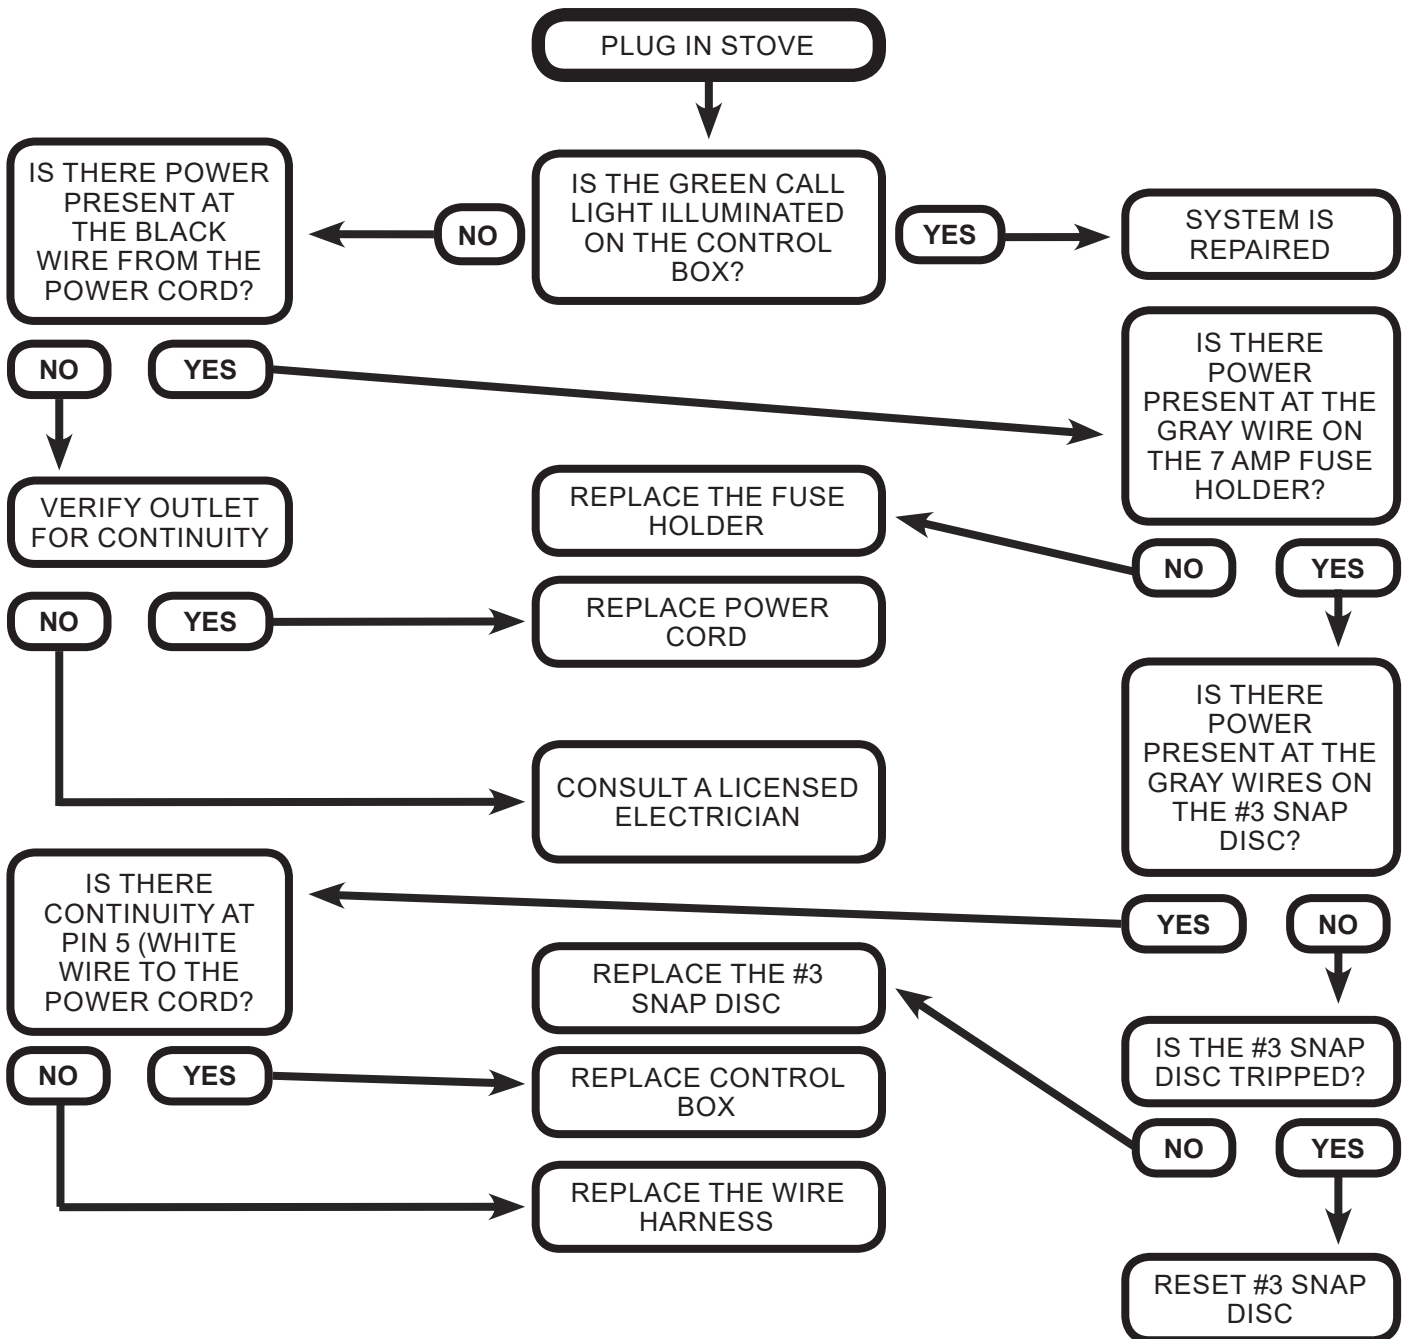 PLUG IN STOVE
IS THERE POWER
PRESENT AT
THE BLACK
WIRE FROM THE
POWER CORD?
NO
IS THE GREEN CALL
LIGHT ILLUMINATED
ON THE CONTROL
BOX?
YES
SYSTEM IS
REPAIRED
NO
YES
IS THERE
POWER
PRESENT AT THE
GRAY WIRE ON
THE 7 AMP FUSE
HOLDER?
VERIFY OUTLET
FOR CONTINUITY
REPLACE THE FUSE
HOLDER
NO
YES
NO
YES
REPLACE POWER
CORD
IS THERE
POWER
PRESENT AT THE
GRAY WIRES ON
THE #3 SNAP
DISC?
CONSULT A LICENSED
ELECTRICIAN
IS THERE
CONTINUITY AT
PIN 5 (WHITE
WIRE TO THE
POWER CORD?
YES
NO
REPLACE THE #3
SNAP DISC
IS THE #3 SNAP
DISC TRIPPED?
NO
YES
REPLACE CONTROL
BOX
NO
YES
REPLACE THE WIRE
HARNESS
RESET #3 SNAP
DISC